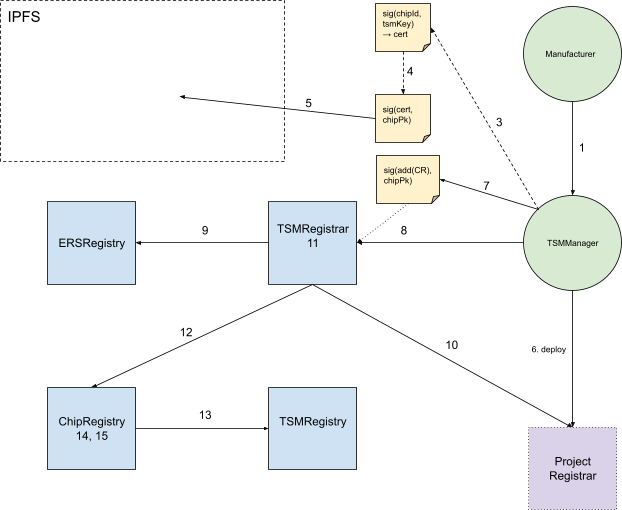 IPFS
sig(chipId,
tsmKey)
→ cert
Manufacturer
4
5
sig(cert,
chipPk)
3
1
sig(add(CR),
chipPk)
7
ERSRegistry
9
TSMRegistrar
11
8
TSMManager
12
10
6. deploy
ChipRegistry
14, 15
13
TSMRegistry
Project
Registrar